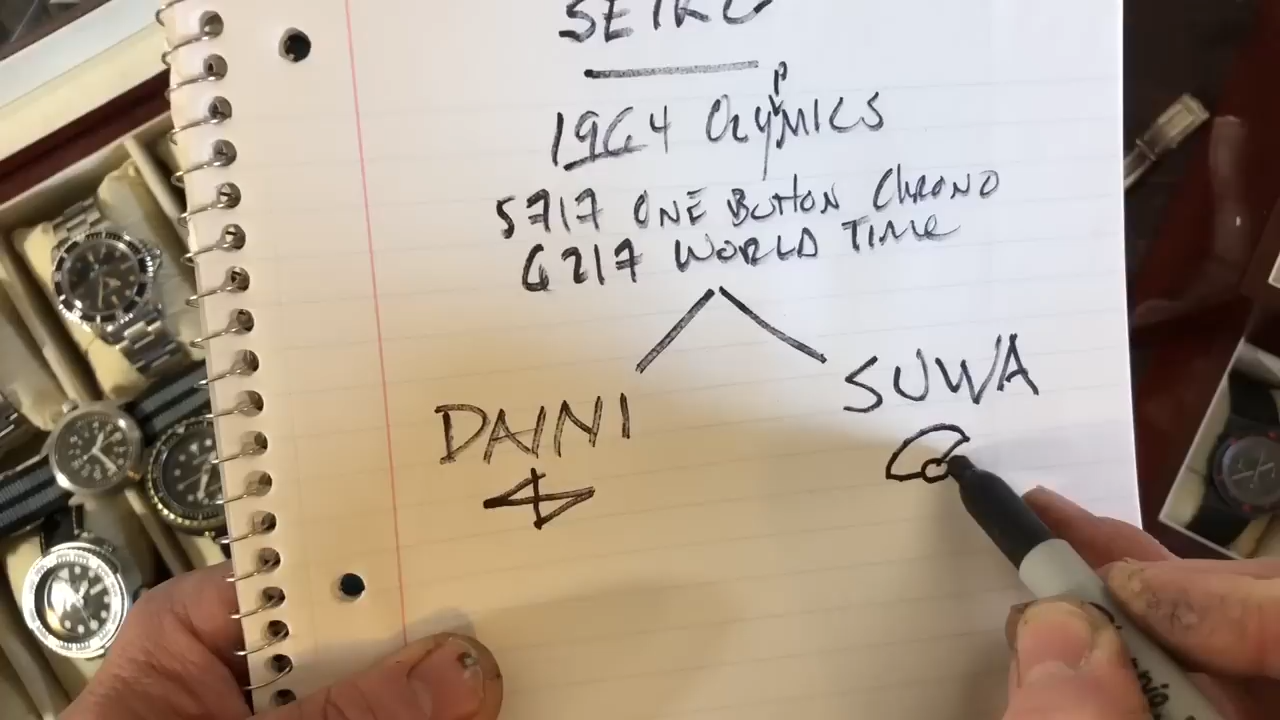 SEIKO
1964 Olymics
p
5717 ONE BUTTON CHRONO
6217 WORLD TIME
DAINI
SUWA